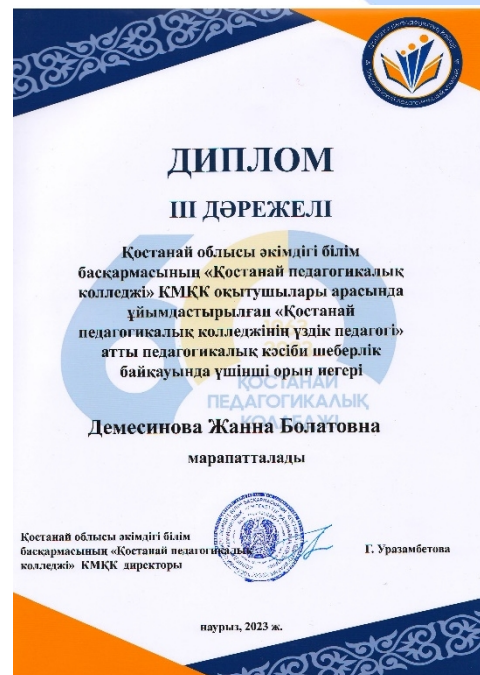 ДИПЛОМ
III ДӘРЕЖЕЛІ
Қостанай облысы әкімдігі білім
басқармасының «Қостанай педагогикалық
колледжі» КМҚК оқытушылары арасында
ұйымдастырылған «Қостанай
педагогикалық колледжінің үздік педагогі»
атты педагогикалық кәсіби шеберлік
байқауында үшінші орын иегері
ҚОСТАНАЙ
ПЕДАГОГИКАЛЫҚ
КОЛЛЕДЖІ
Демесинова Жанна Болатовна
марапатталады
Қостанай облысы әкімдігі білім
басқармасының «Қостанай педагогикалық
колледжі» КМҚК директоры
Г. Уразамбетова
наурыз, 2023 ж.